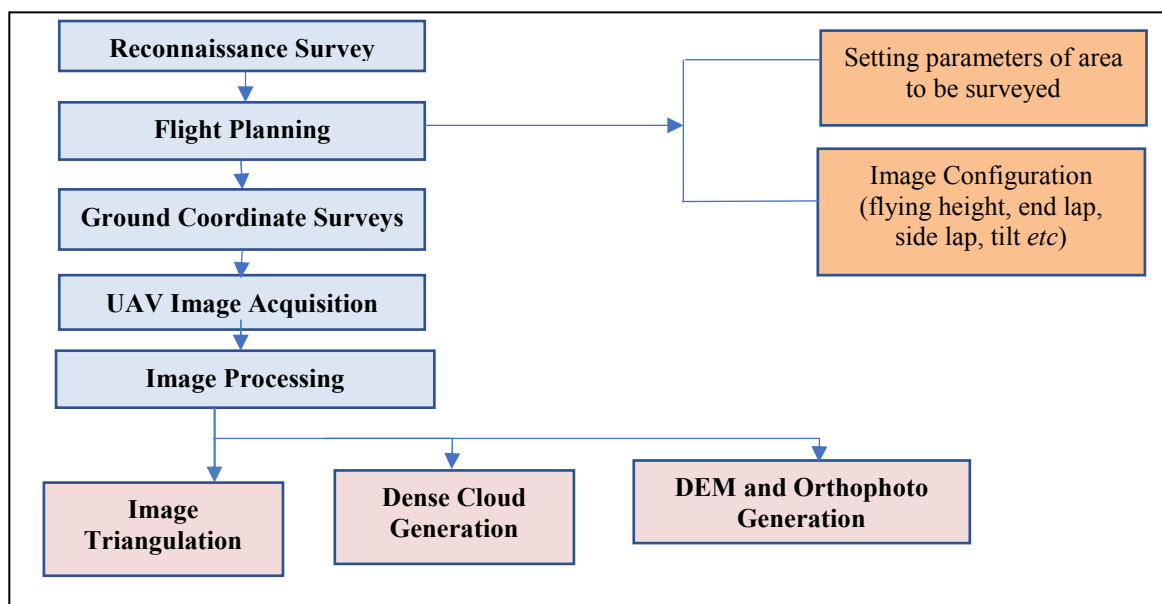 Reconnaissance Survey
Setting parameters of area
to be surveyed
Flight Planning
Image Configuration
(flying height, end lap,
side lap, tilt etc)
Ground Coordinate Surveys
UAV Image Acquisition
Image Processing
Image
Triangulation
Dense Cloud
Generation
DEM and Orthophoto
Generation